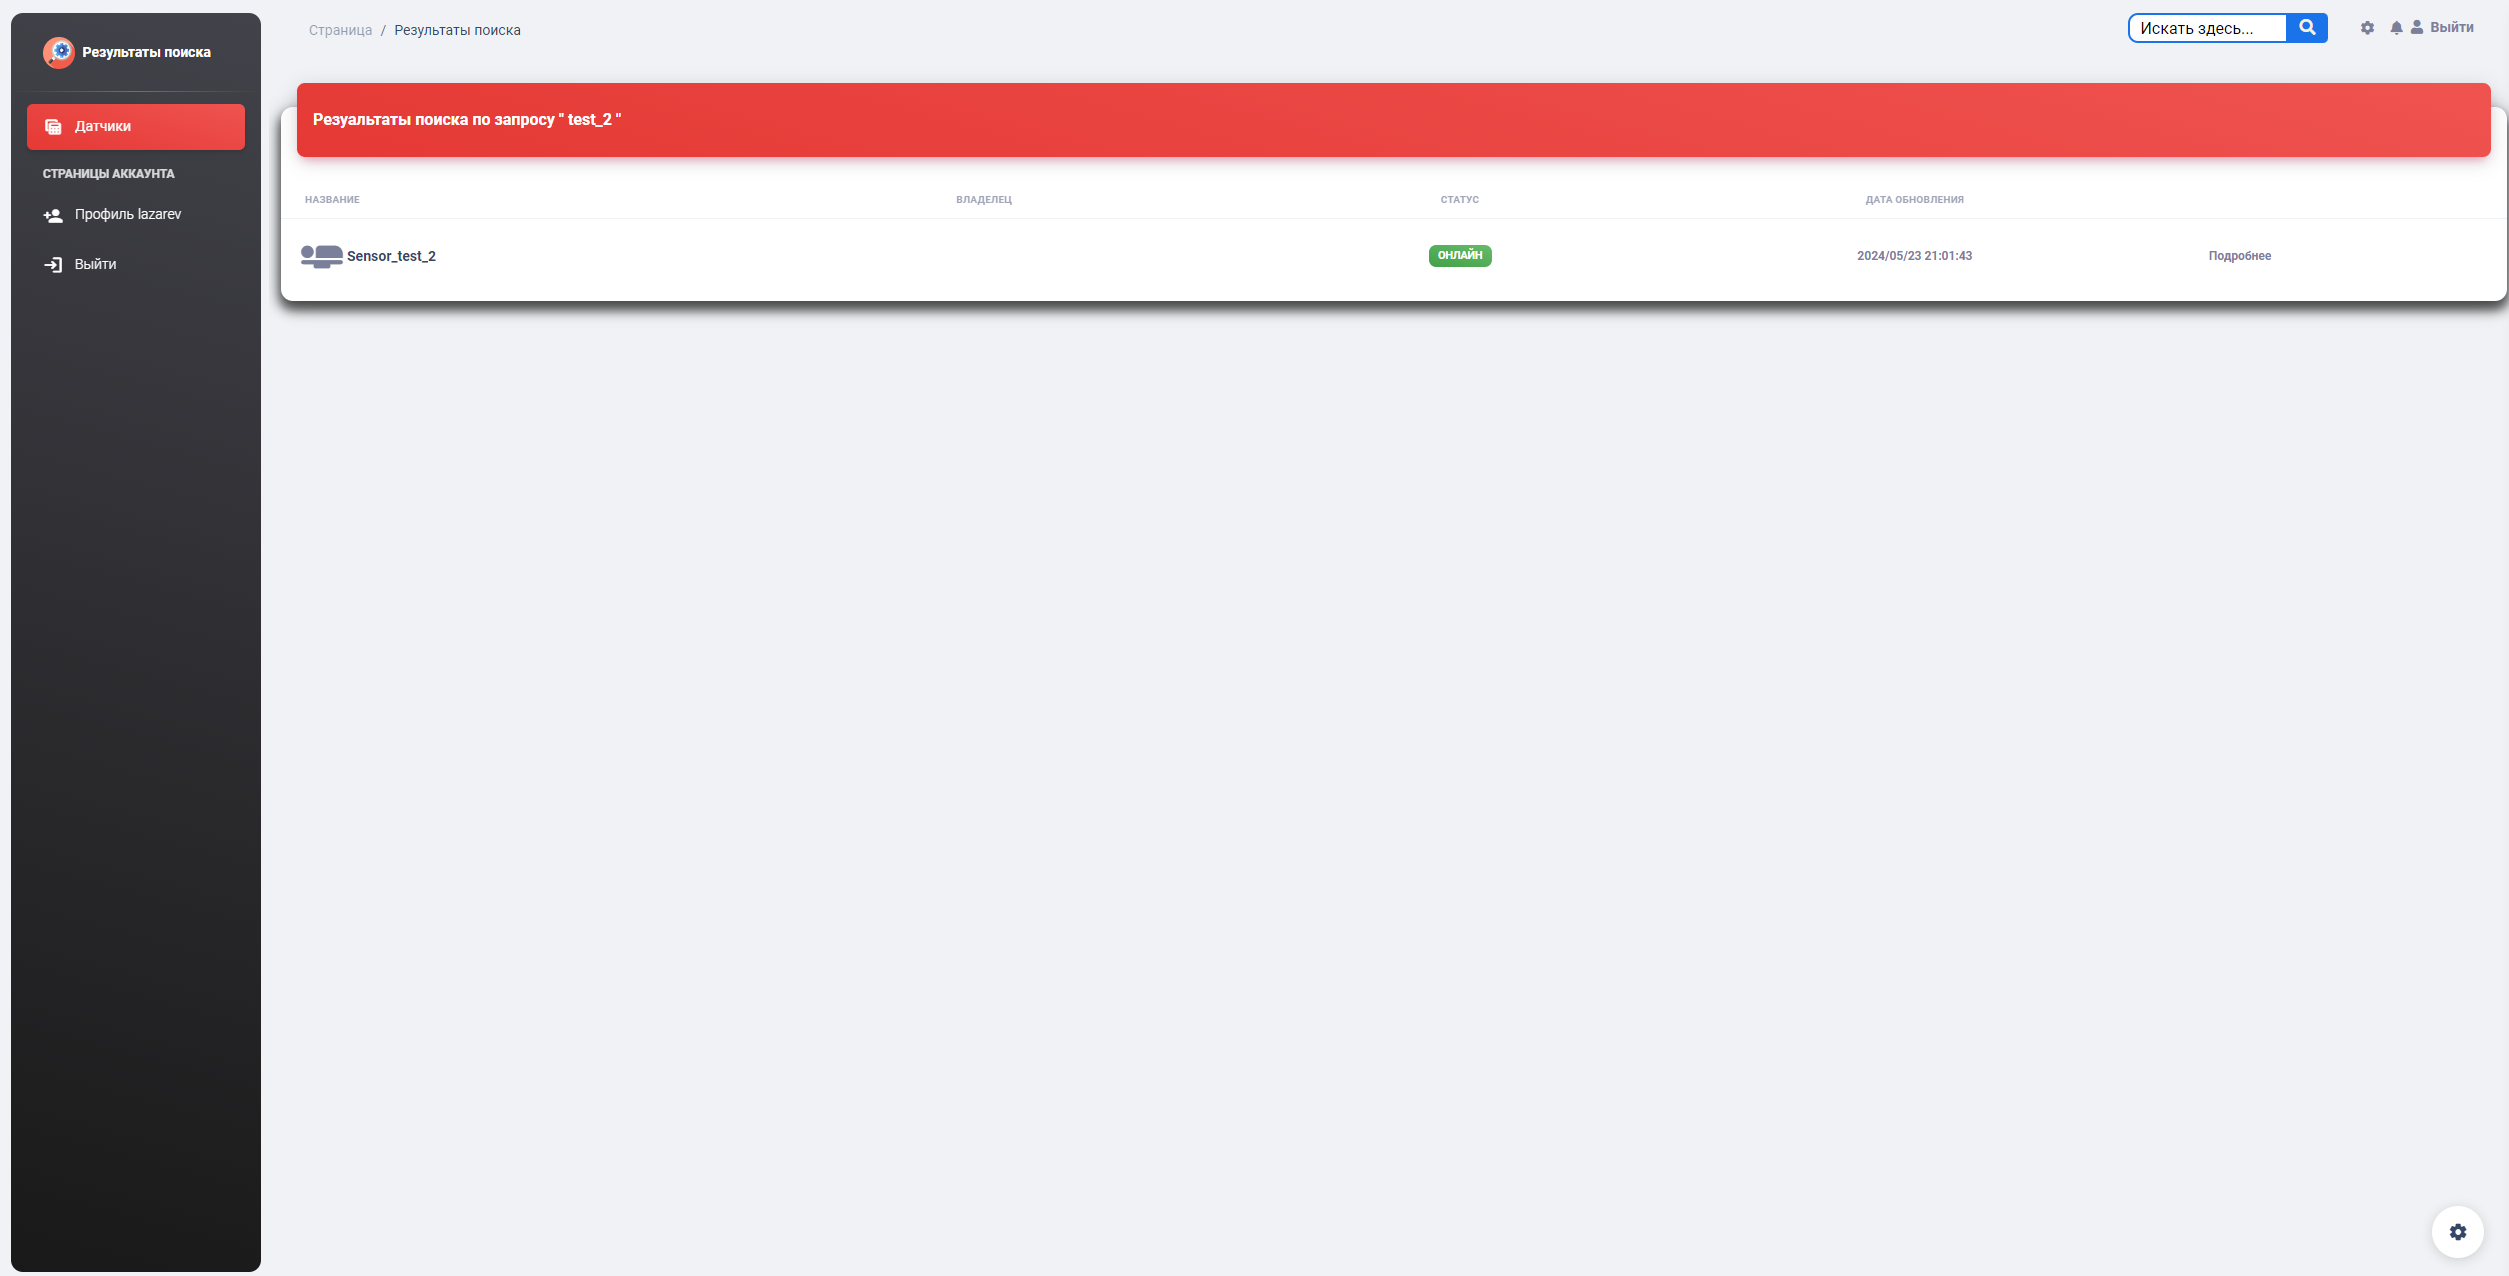 Результаты поиска
Датчики
СТРАНИЦЫ АККАУНТА
Профиль lazarev
Выйти
Страница / Результаты поиска
Искать здесь...
Выйти
Резуальтаты поиска по запросу " test_2 "
НАЗВАНИЕ ВЛАДЕЛЕЦ СТАТУС ДАТА ОБНОВЛЕНИЯ
Sensor_test_2 ОНЛАЙН 2024/05/23 21:01:43 Подробнее